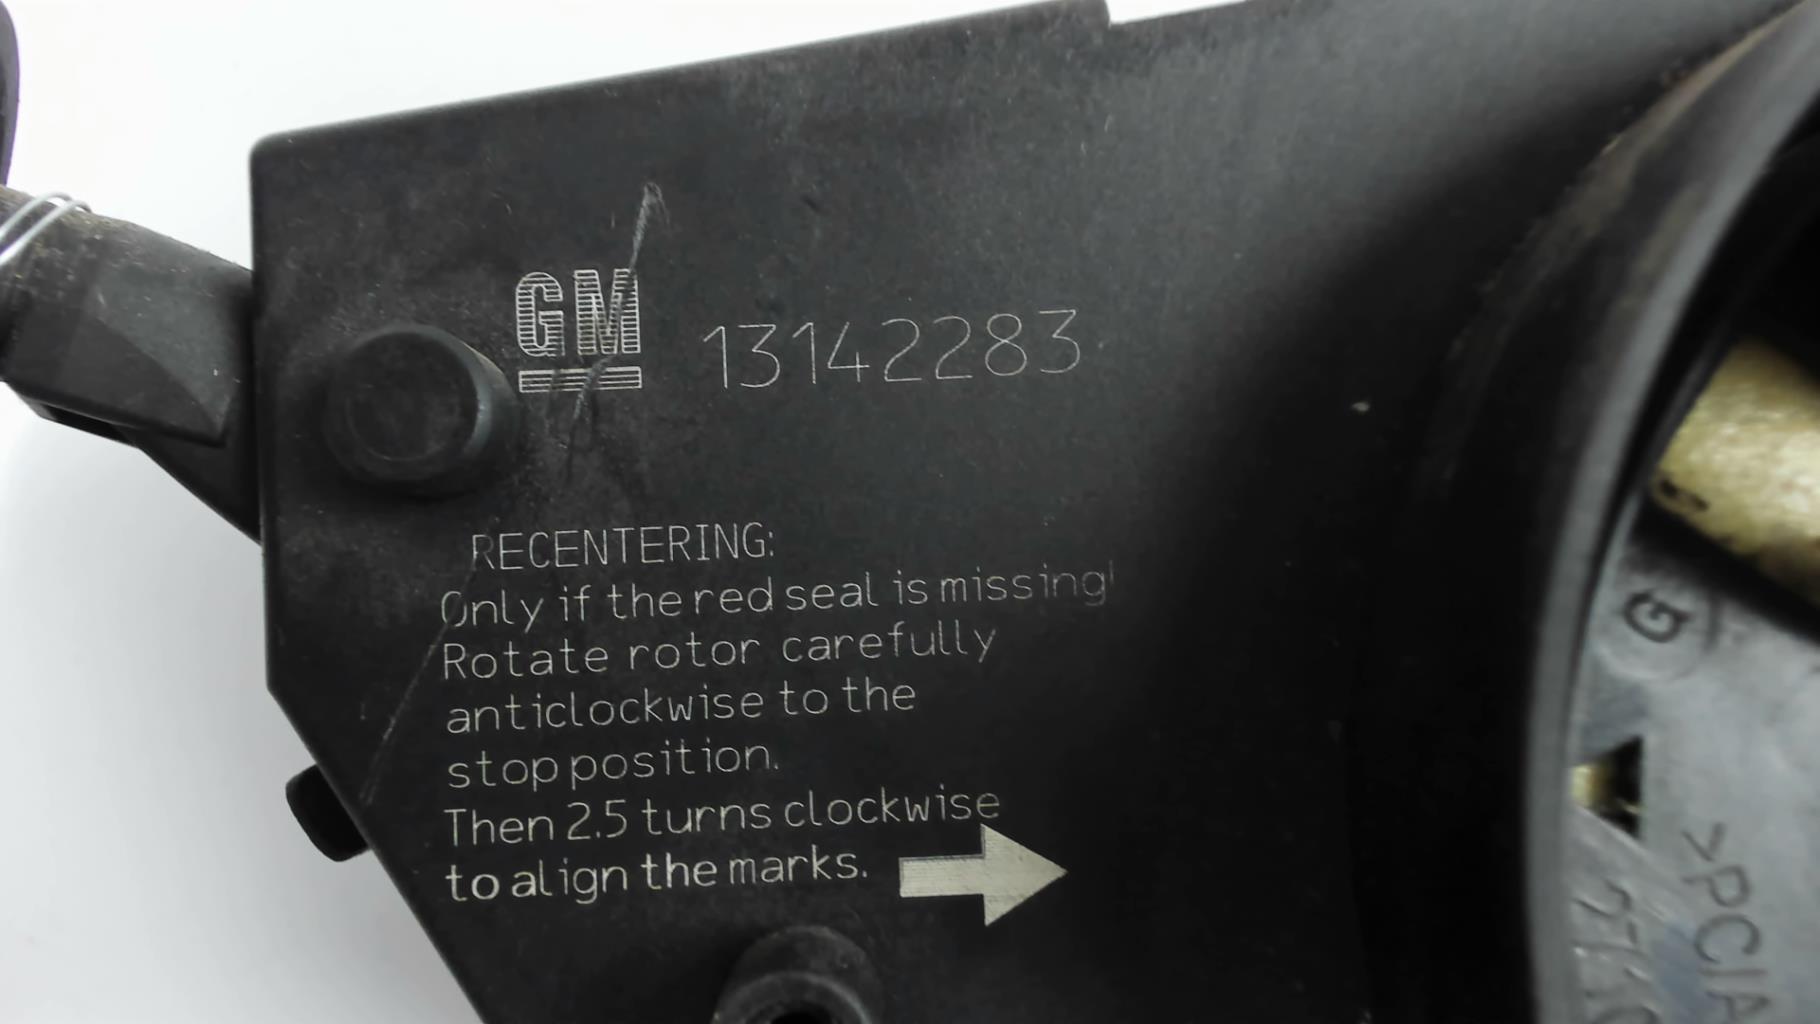 GM 13142283
RECENTERING:
Only if the red seal is missing!
Rotate rotor carefully
anticlockwise to the
stop position.
Then 2.5 turns clockwise
to align the marks.
G